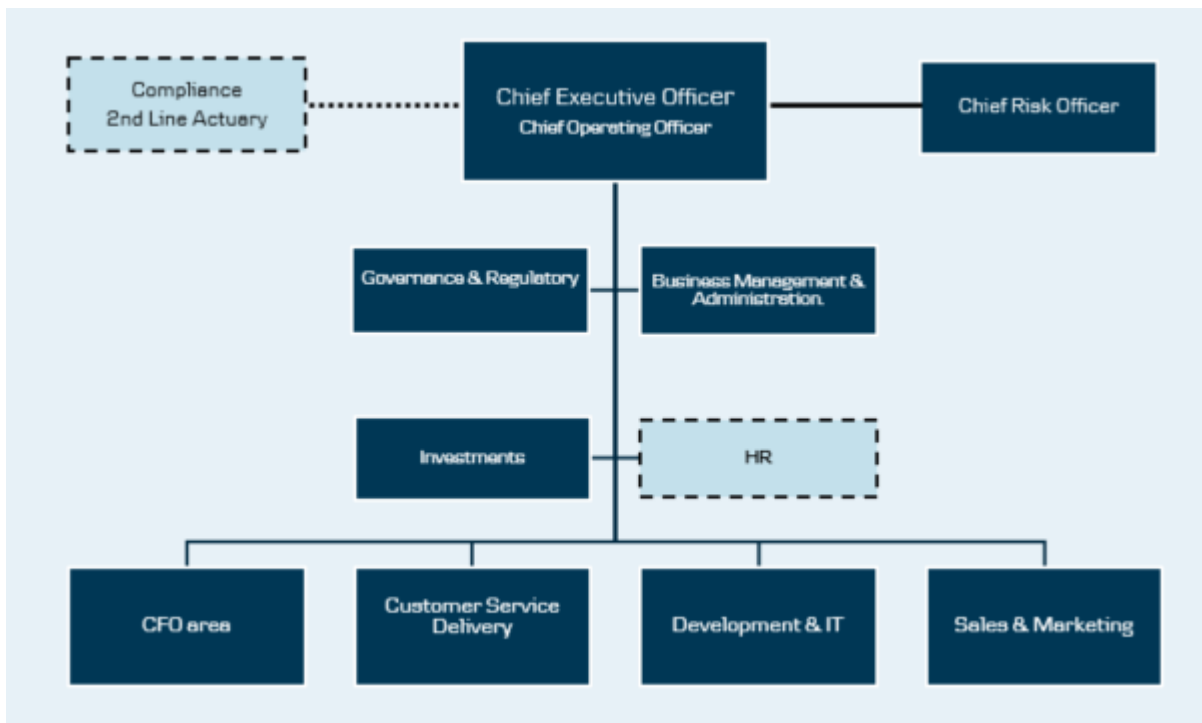 Compliance
2nd Line Actuary
Chief Executive Officer
Chief Operating Officer
Chief Risk Officer
Governance & Regulatory
Business Management &
Administration.
Investments
HR
CFO area
Customer Service
Delivery
Development & IT
Sales & Marketing